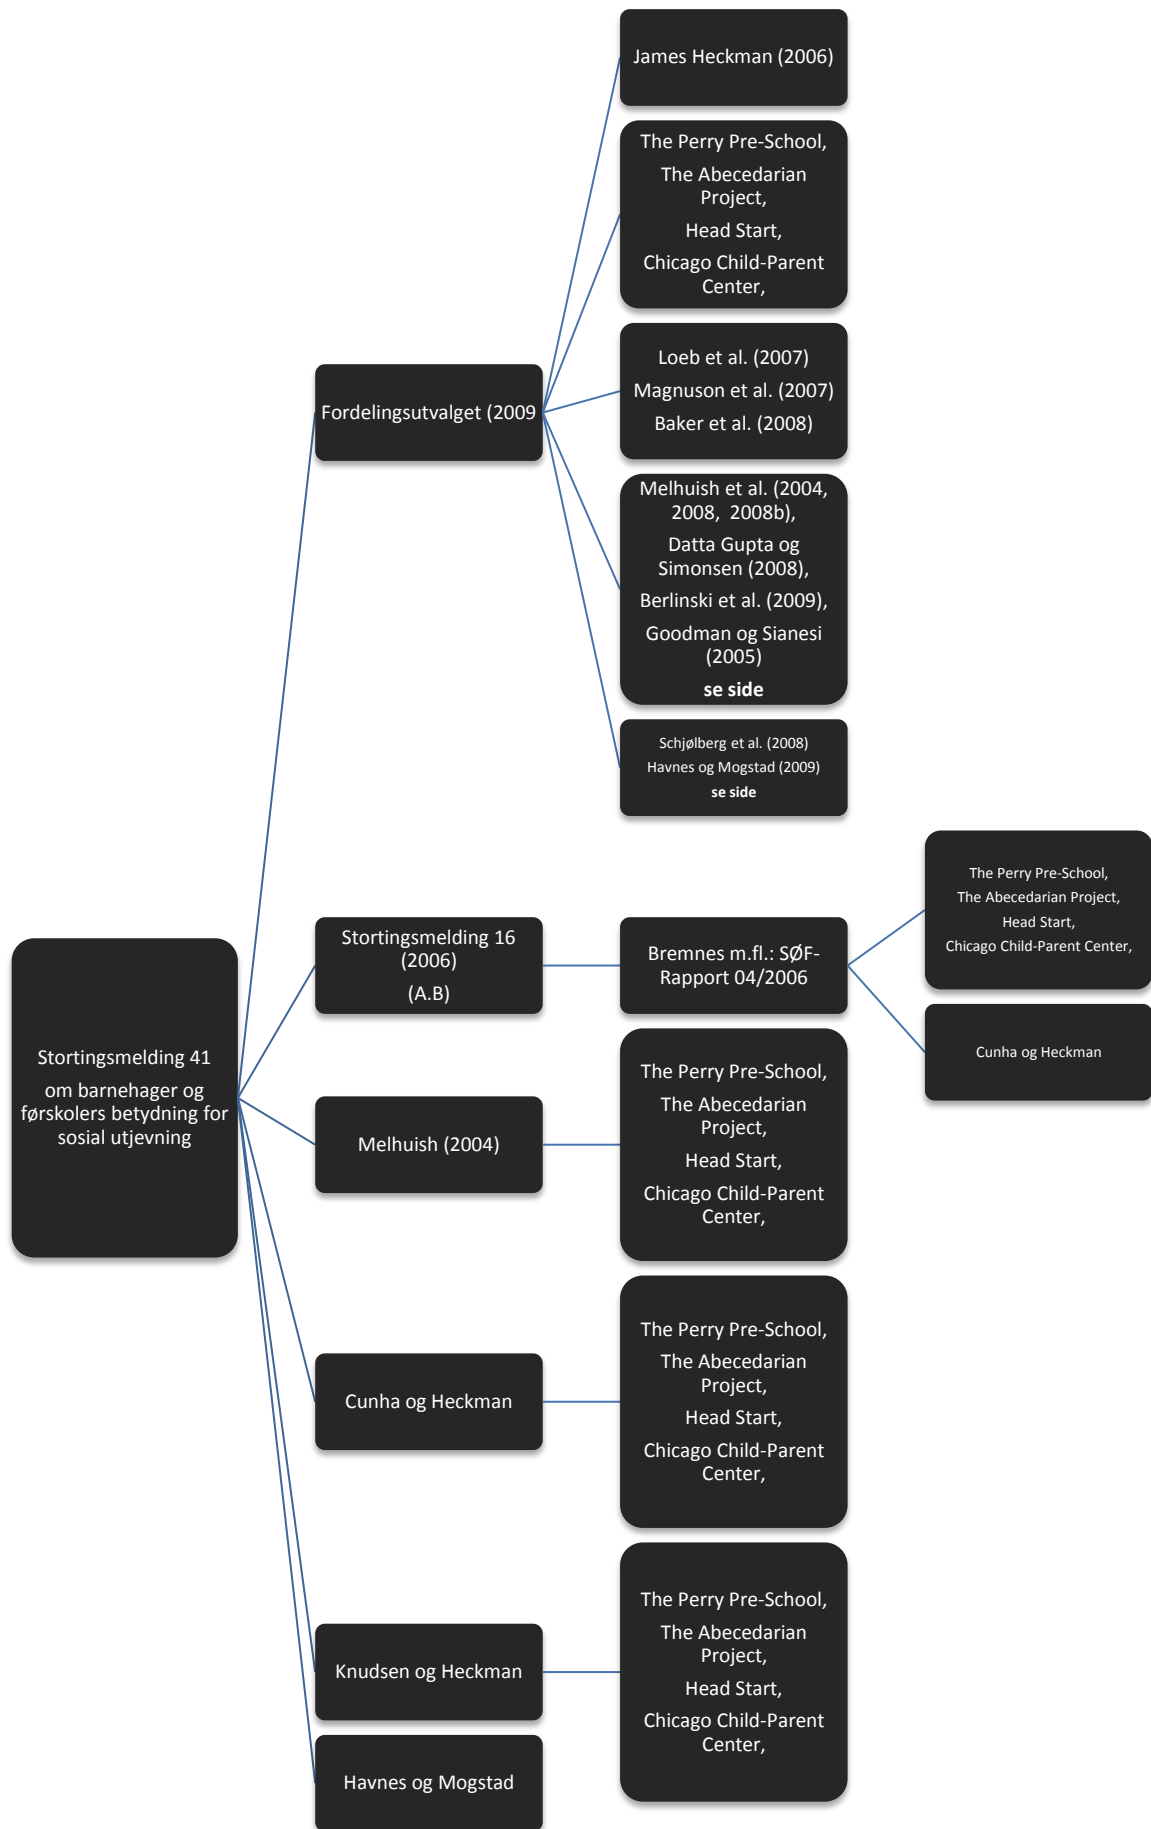 James Heckman (2006)
The Perry Pre-School,
The Abecedarian
Project,
Head Start,
Chicago Child-Parent
Center,
Loeb et al. (2007)
Magnuson et al. (2007)
Baker et al. (2008)
Fordelingsutvalget (2009
Melhuish et al. (2004,
2008, 2008b),
Datta Gupta og
Simonsen (2008),
Berlinski et al. (2009),
Goodman og Sianesi
(2005)
se side
Schjølberg et al. (2008)
Havnes og Mogstad (2009)
se side
Stortingsmelding 41
om barnehager og
førskolers betydning for
sosial utjevning
Stortingsmelding 16
(2006)
(A.B)
Bremnes m.fl.: SØF-
Rapport 04/2006
The Perry Pre-School,
The Abecedarian Project,
Head Start,
Chicago Child-Parent Center,
Cunha og Heckman
Melhuish (2004)
The Perry Pre-School,
The Abecedarian
Project,
Head Start,
Chicago Child-Parent
Center,
Cunha og Heckman
The Perry Pre-School,
The Abecedarian
Project,
Head Start,
Chicago Child-Parent
Center,
Knudsen og Heckman
The Perry Pre-School,
The Abecedarian
Project,
Head Start,
Chicago Child-Parent
Center,
Havnes og Mogstad